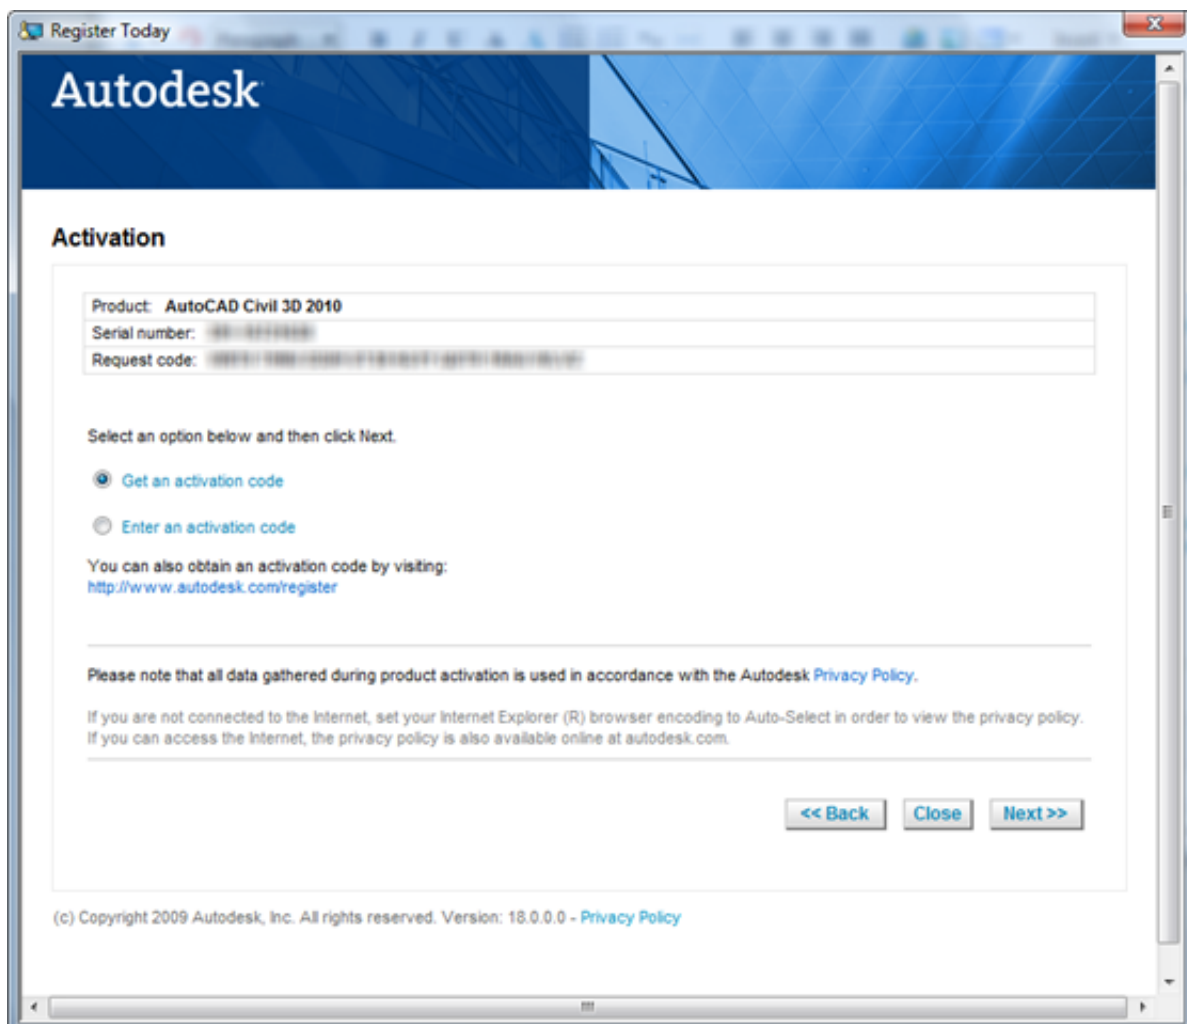 Register Today
Autodesk
Activation
Product: AutoCAD Civil 3D 2010
Serial number:
Request code:
Select an option below and then click Next.
Get an activation code
Enter an activation code
You can also obtain an activation code by visiting:
http://www.autodesk.com/register
Please note that all data gathered during product activation is used in accordance with the Autodesk Privacy Policy.
If you are not connected to the Internet, set your Internet Explorer (R) browser encoding to Auto-Select in order to view the privacy policy.
If you can access the Internet, the privacy policy is also available online at autodesk.com.
<< Back Close Next >>
(c) Copyright 2009 Autodesk, Inc. All rights reserved. Version: 18.0.0.0 - Privacy Policy